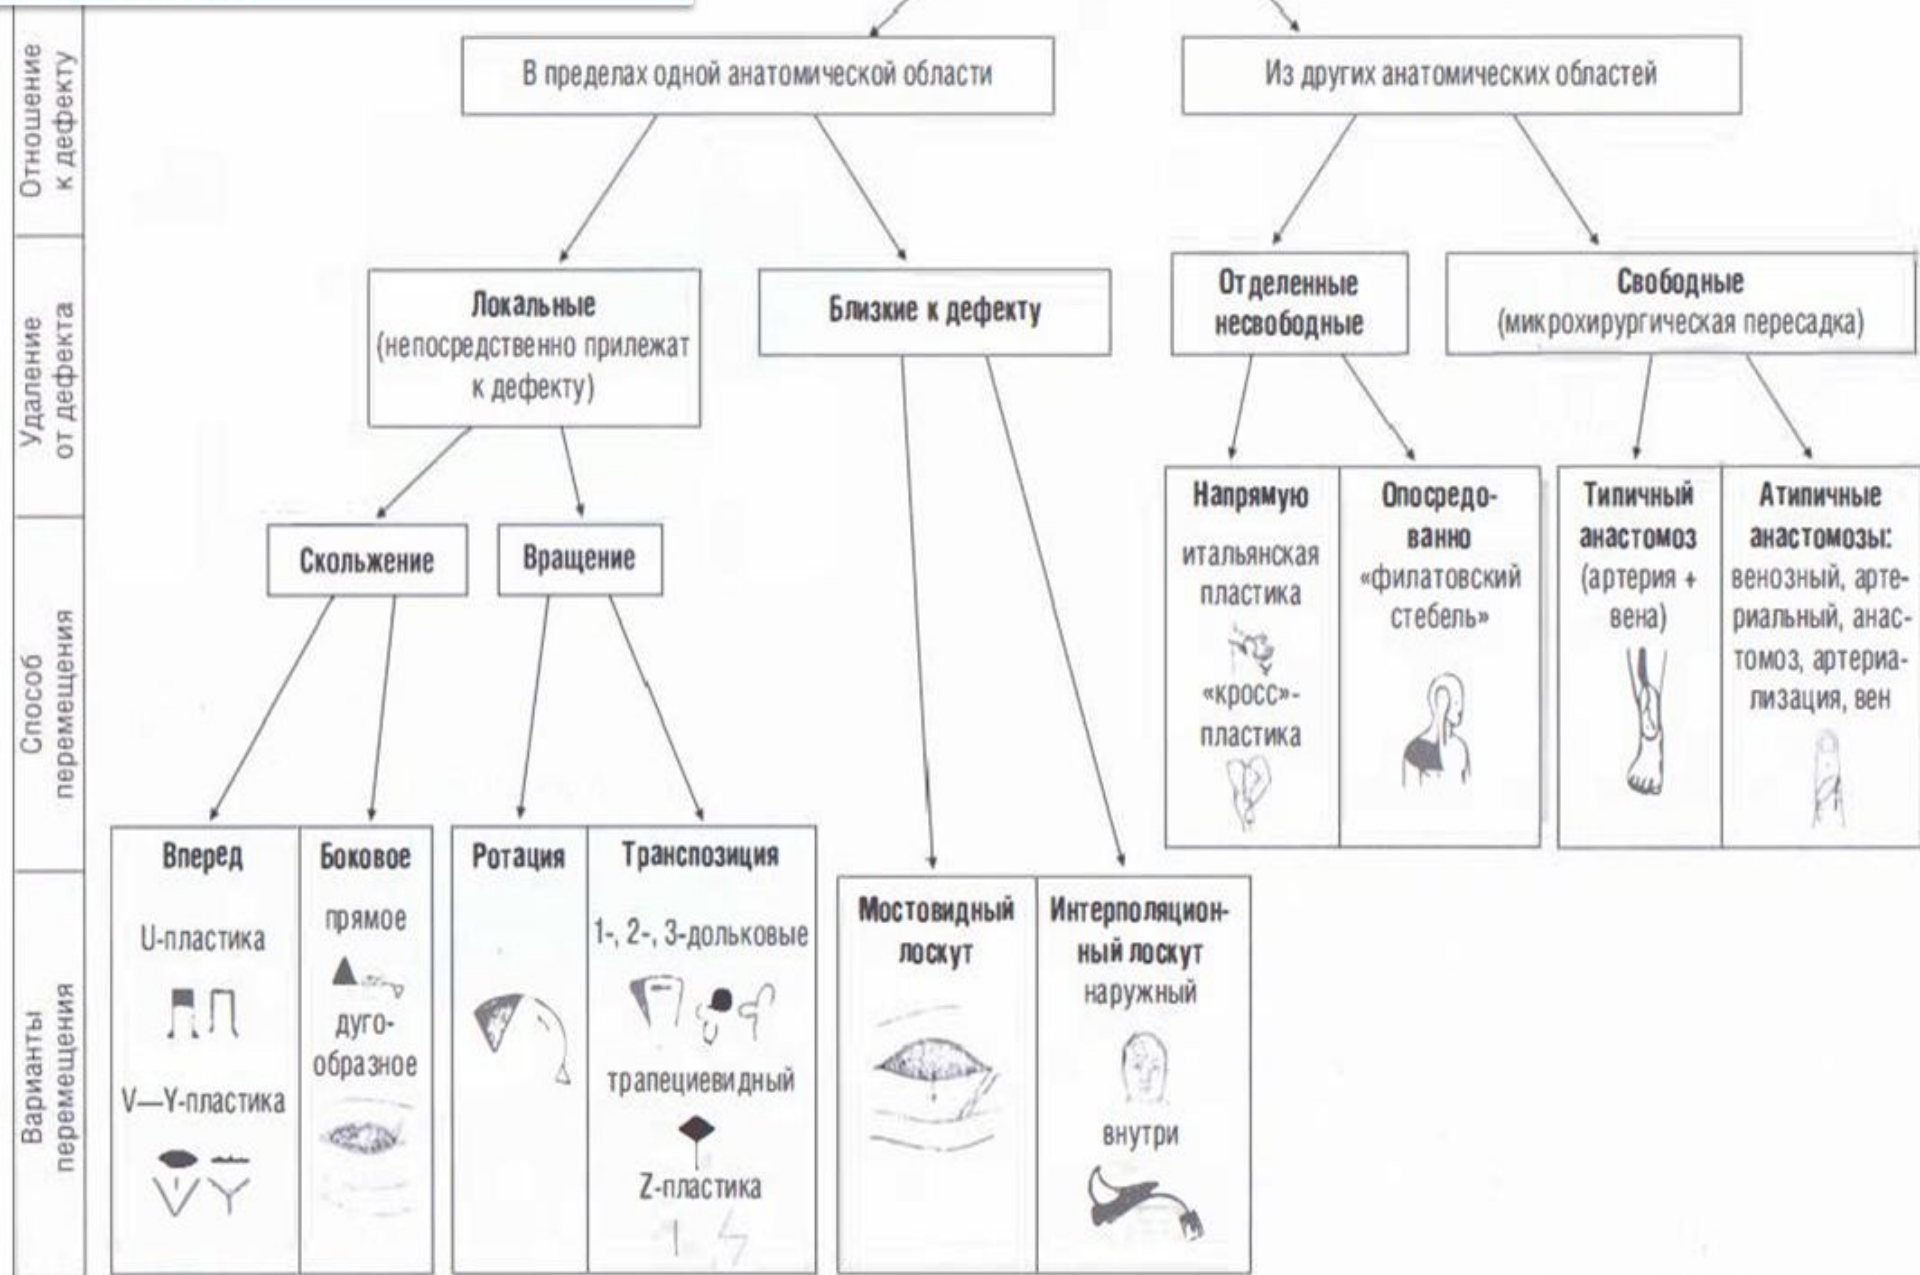 Отношение
к дефекту
В пределах одной анатомической области
Из других анатомических областей
Удаление
от дефекта
Локальные
(непосредственно прилежат
к дефекту)
Близкие к дефекту
Отделенные
несвободные
Свободные
(микрохирургическая пересадка)
Способ
перемещения
Скольжение
Вращение
Напрямую
итальянская
пластика
«кросс»-
пластика
Опосредо-
ванно
«филатовский
стебель»
Типичный
анастомоз
(артерия +
вена)
Атипичные
анастомозы:
венозный, арте-
риальный, анас-
томоз, артериа-
лизация, вен
Варианты
перемещения
Вперед
U-пластика
V—Y-пластика
Боковое
прямое
дуго-
образное
Ротация
Транспозиция
1-, 2-, 3-дольковые
трапециевидный
Z-пластика
Мостовидный
лоскут
Интерполяцион-
ный лоскут
наружный
внутри